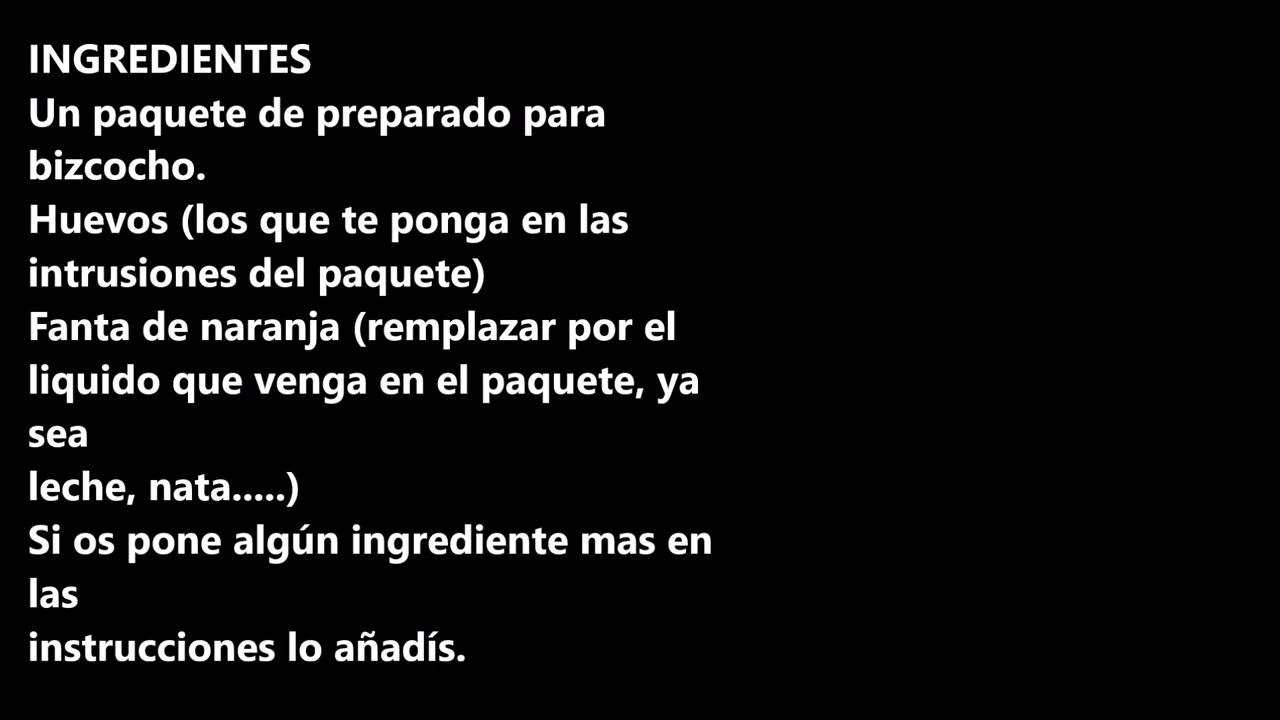 INGREDIENTES
Un paquete de preparado para
bizcocho.
Huevos (los que te ponga en las
intrusiones del paquete)
Fanta de naranja (remplazar por el
liquido que venga en el paquete, ya
sea
leche, nata.....)
Si os pone algún ingrediente mas en
las
instrucciones lo añadís.